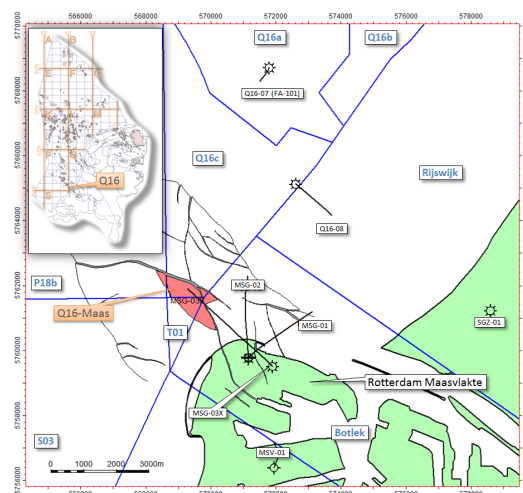 566000 568000 570000 572000 574000 576000 578000
Q16a
Q16b
Q16-07 (FA-101)
Q16c
Rijswijk
Q16
Q16-08
P18b
MSG-02
MSG-03X
Q16-Maas
T01
MSG-01
SGZ-01
Rotterdam Maasvlakte
MSG-03X
Botlek
S03
MSV-01
0 1000 2000 3000m
5770000
5768000
5766000
5764000
5762000
5760000
5758000
5756000
566000 568000 570000 572000 574000 576000 578000